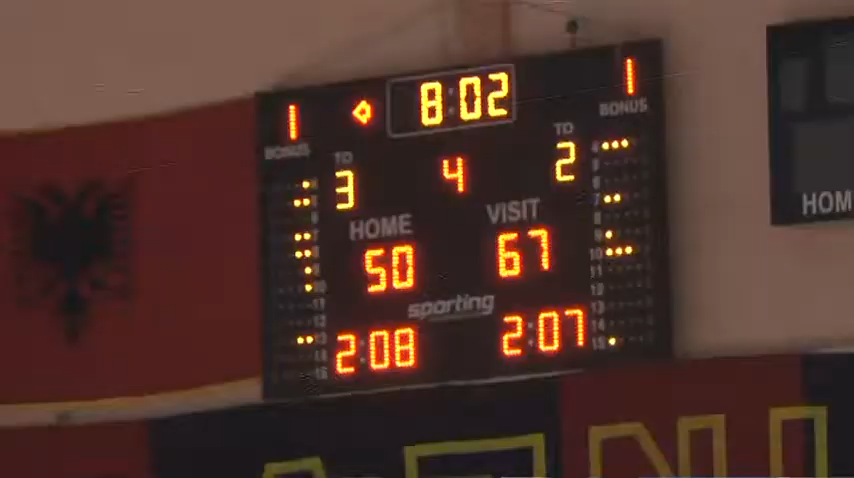 1 8:02 1
BONUS BONUS
TO TO
3 4 2
HOME VISIT
50 67
sporting
2:08 2:07
HOM